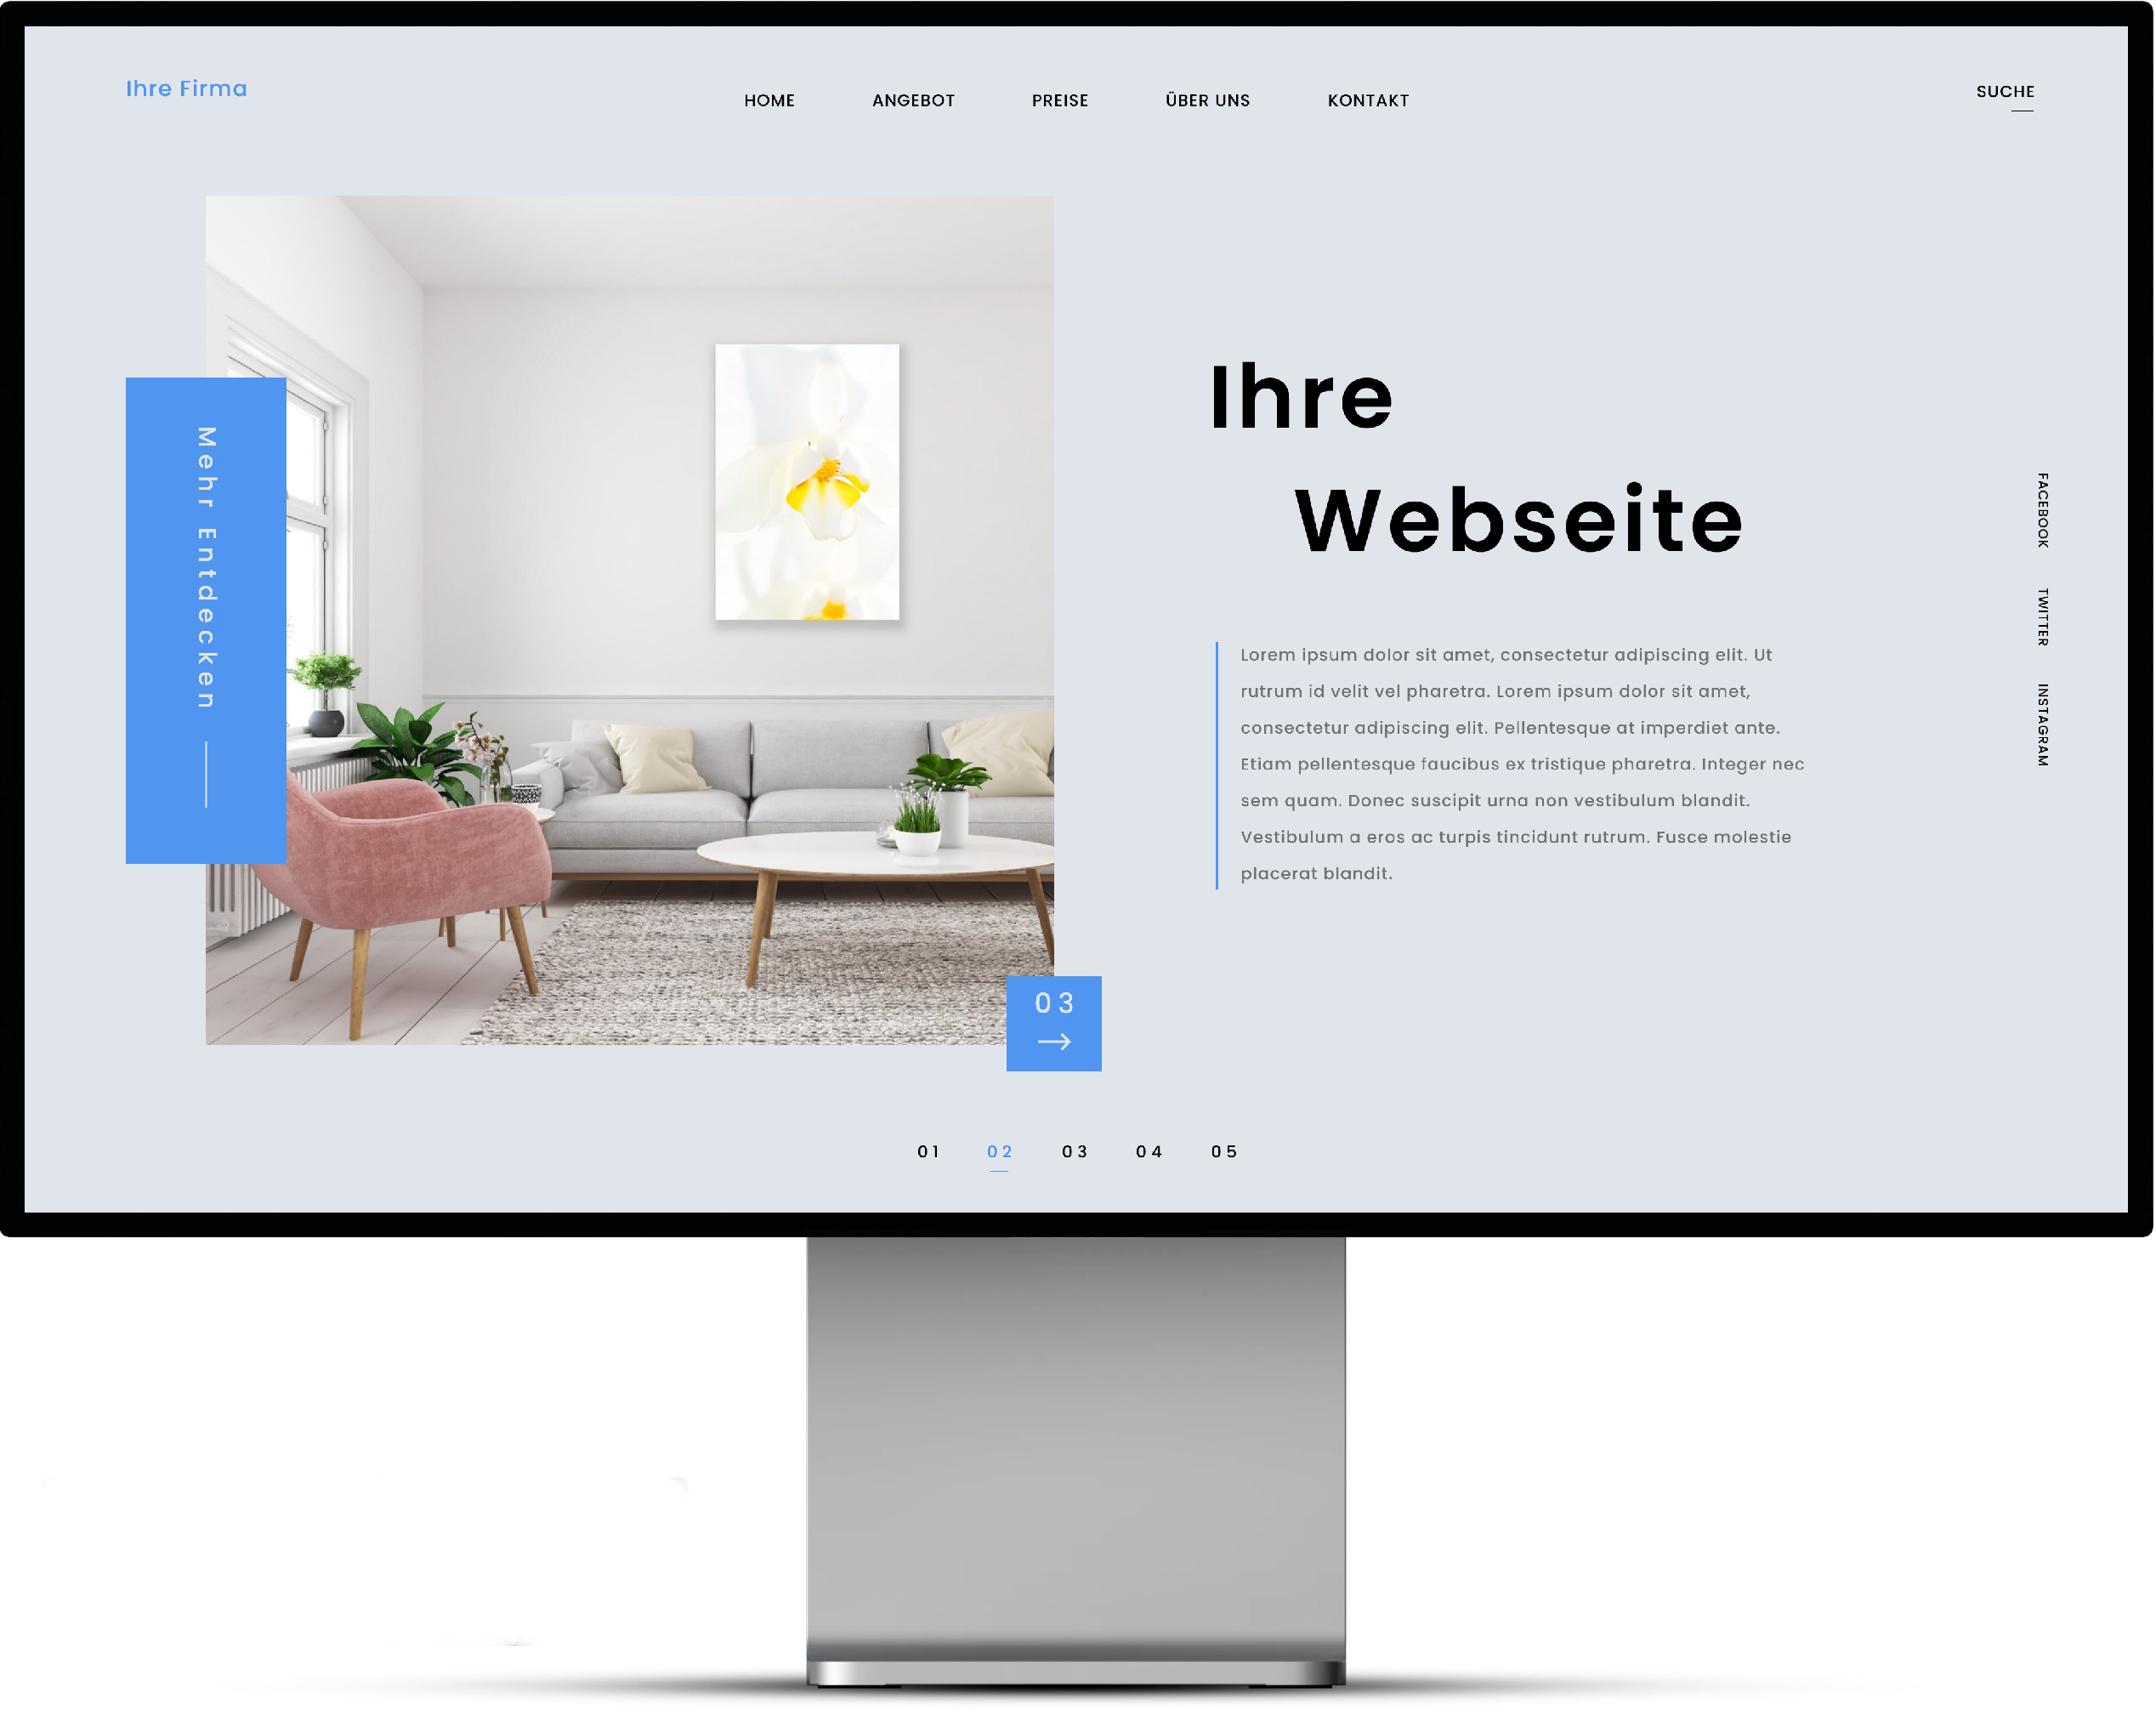 Ihre Firma
HOME
ANGEBOT
PREISE
ÜBER UNS
KONTAKT
SUCHE
Mehr Entdecken
Ihre
Webseite
Lorem ipsum dolor sit amet, consectetur adipiscing elit. Ut
rutrum id velit vel pharetra. Lorem ipsum dolor sit amet,
consectetur adipiscing elit. Pellentesque at imperdiet ante.
Etiam pellentesque faucibus ex tristique pharetra. Integer nec
sem quam. Donec suscipit urna non vestibulum blandit.
Vestibulum a eros ac turpis tincidunt rutrum. Fusce molestie
placerat blandit.
FACEBOOK
TWITTER
INSTAGRAM
03
01
02
03
04
05